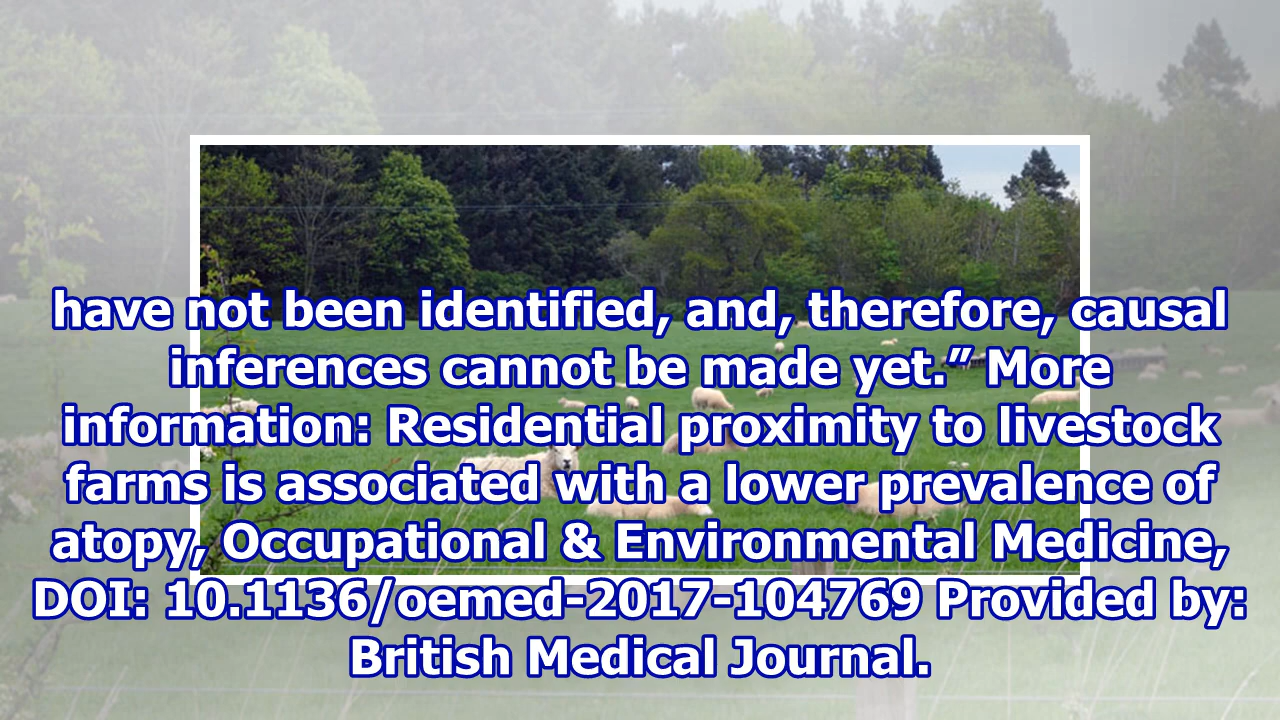 have not been identified, and, therefore, causal
inferences cannot be made yet.” More
information: Residential proximity to livestock
farms is associated with a lower prevalence of
atopy, Occupational & Environmental Medicine,
DOI: 10.1136/oemed-2017-104769 Provided by:
British Medical Journal.